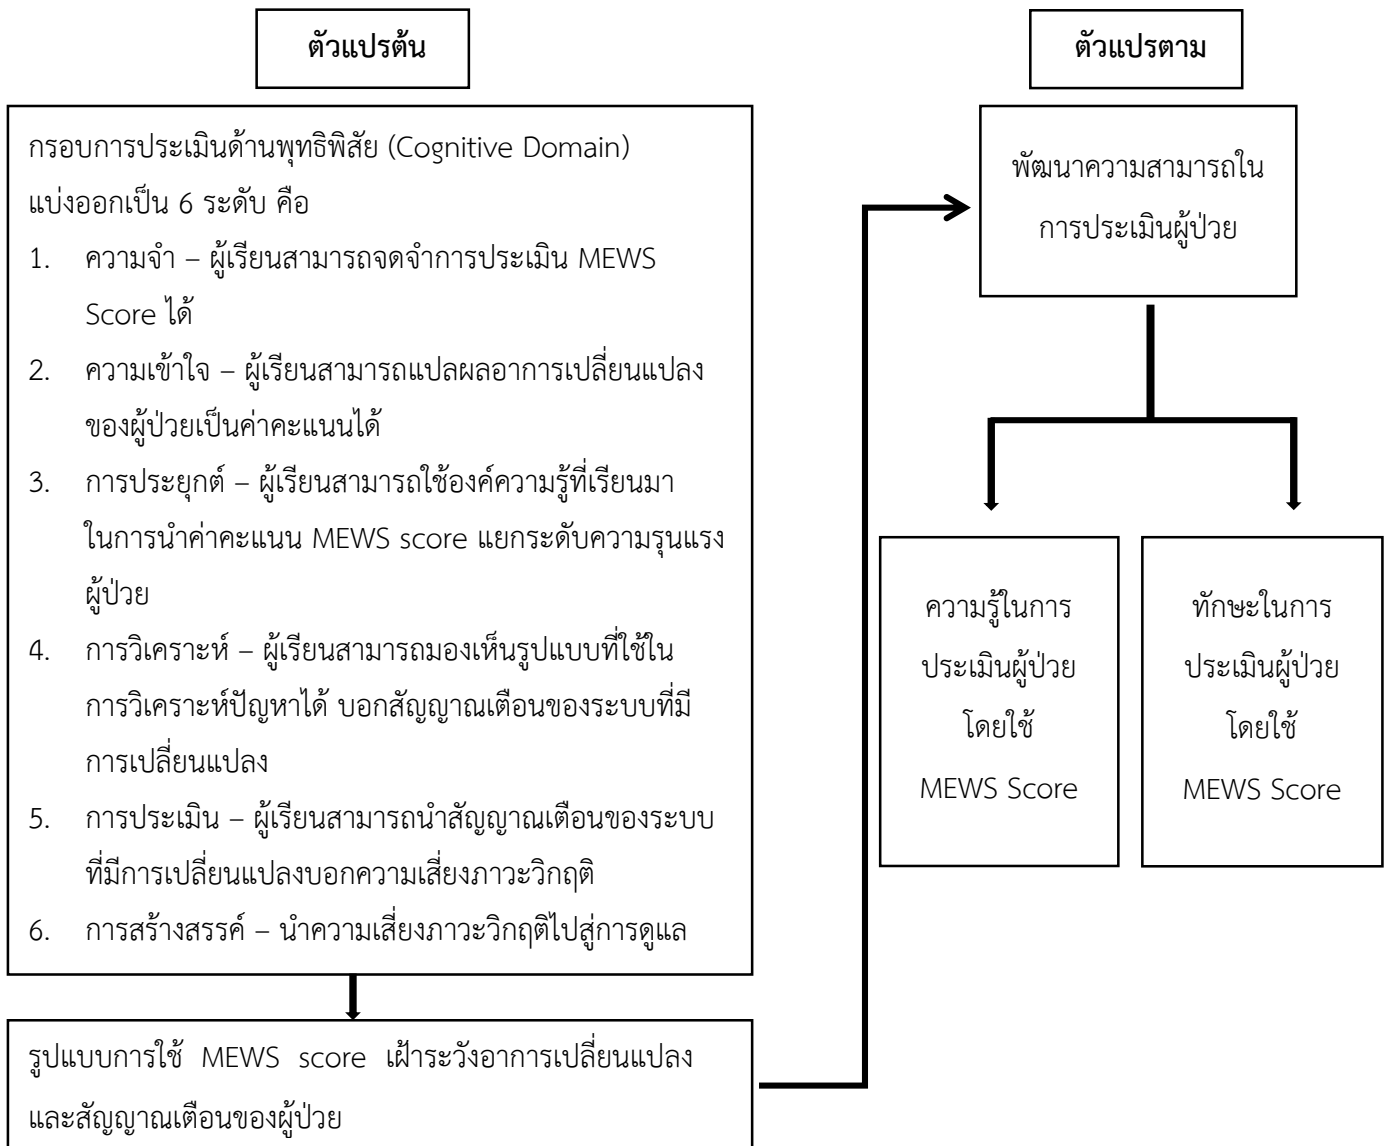 ตัวแปรต้น
กรอบการประเมินด้านพุทธิพิสัย (Cognitive Domain)
แบ่งออกเป็น 6 ระดับ คือ
1. ความจำ – ผู้เรียนสามารถจดจำการประเมิน MEWS
Score ได้
2. ความเข้าใจ – ผู้เรียนสามารถแปลผลอาการเปลี่ยนแปลง
ของผู้ป่วยเป็นค่าคะแนนได้
3. การประยุกต์ – ผู้เรียนสามารถใช้องค์ความรู้ที่เรียนมา
ในการนำค่าคะแนน MEWS score แยกระดับความรุนแรง
ผู้ป่วย
4. การวิเคราะห์ – ผู้เรียนสามารถมองเห็นรูปแบบที่ใช้ใน
การวิเคราะห์ปัญหาได้ บอกสัญญาณเตือนของระบบที่มี
การเปลี่ยนแปลง
5. การประเมิน – ผู้เรียนสามารถนำสัญญาณเตือนของระบบ
ที่มีการเปลี่ยนแปลงบอกความเสี่ยงภาวะวิกฤติ
6. การสร้างสรรค์ – นำความเสี่ยงภาวะวิกฤติไปสู่การดูแล
รูปแบบการใช้ MEWS score เฝ้าระวังอาการเปลี่ยนแปลง
และสัญญาณเตือนของผู้ป่วย
ตัวแปรตาม
พัฒนาความสามารถใน
การประเมินผู้ป่วย
ความรู้ในการ
ประเมินผู้ป่วย
โดยใช้
MEWS Score
ทักษะในการ
ประเมินผู้ป่วย
โดยใช้
MEWS Score